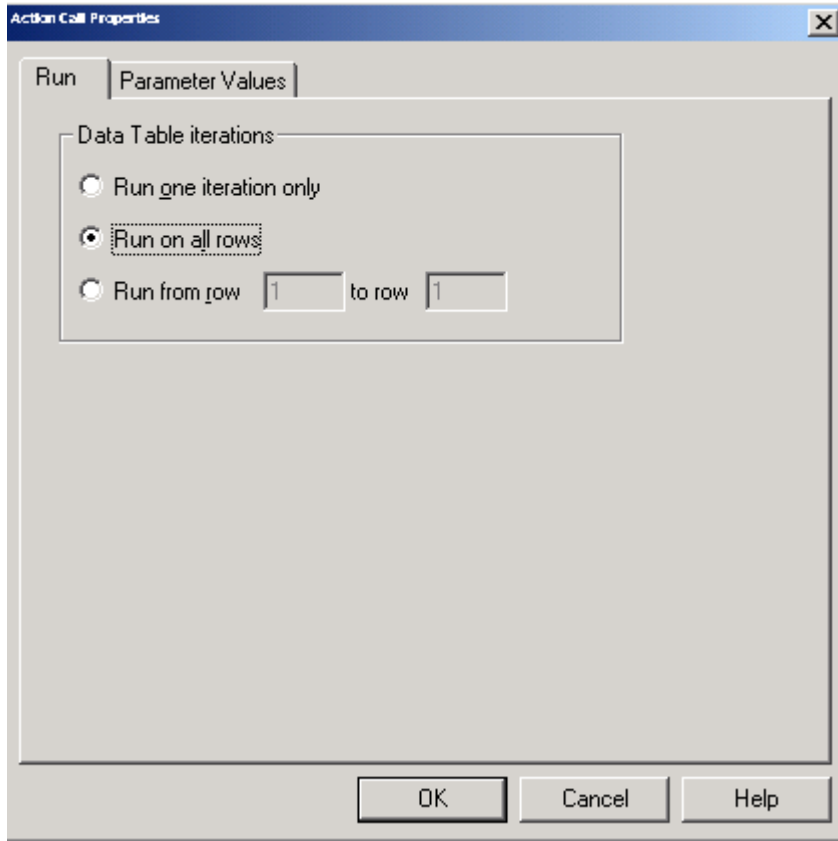 Action Call Properties
Run Parameter Values
Data Table iterations
Run one iteration only
Run on all rows
Run from row 1 to row 1
OK Cancel Help